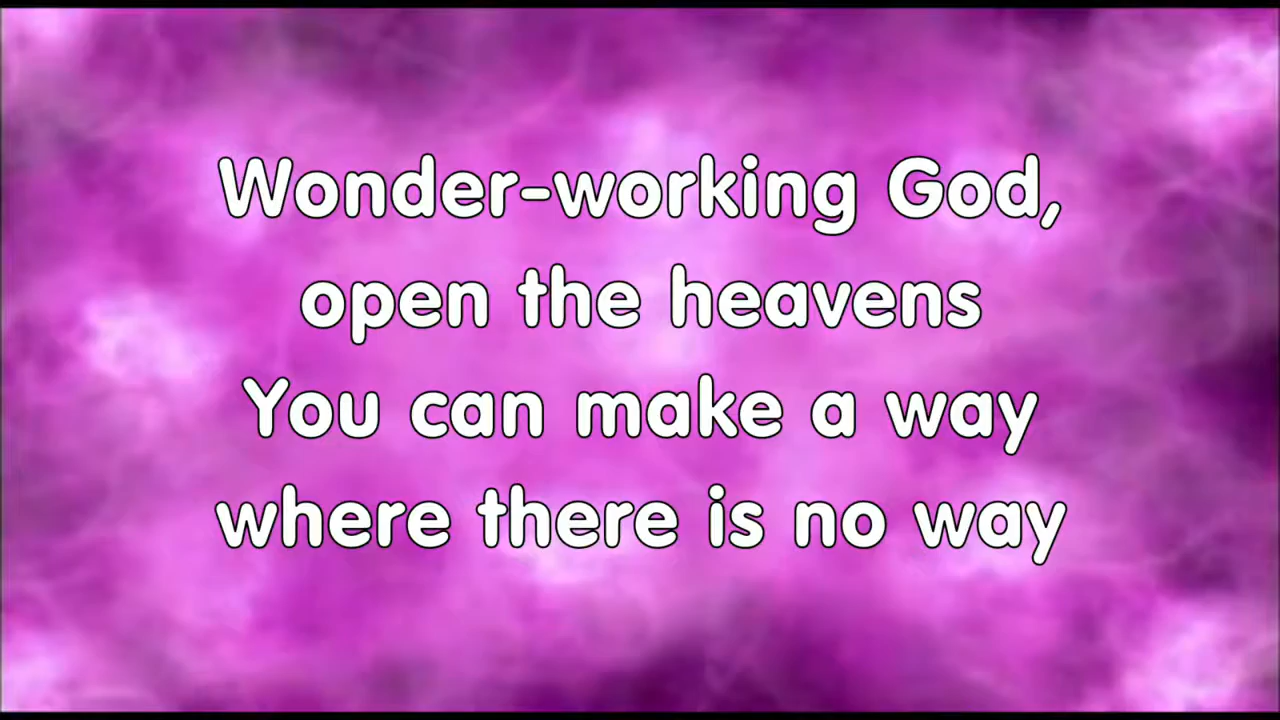 Wonder-working God,
open the heavens
You can make a way
where there is no way